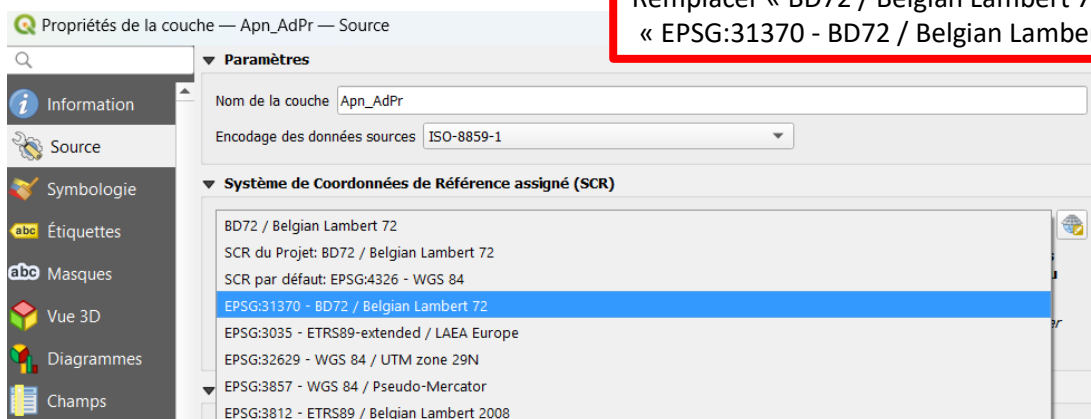 Remplacer « BD72 / Belgian Lambert 7
« EPSG:31370 - BD72 / Belgian Lambe
Propriétés de la couche — Apn_AdPr — Source
Paramètres
Information
Nom de la couche Apn_AdPr
Encodage des données sources ISO-8859-1
Source
Symbologie
Système de Coordonnées de Référence assigné (SCR)
abc Étiquettes
BD72 / Belgian Lambert 72
SCR du Projet: BD72 / Belgian Lambert 72
abc Masques
SCR par défaut: EPSG:4326 - WGS 84
EPSG:31370 - BD72 / Belgian Lambert 72
Vue 3D
EPSG:3035 - ETRS89-extended / LAEA Europe
Diagrammes
EPSG:32629 - WGS 84 / UTM zone 29N
EPSG:3857 - WGS 84 / Pseudo-Mercator
Champs
EPSG:3812 - ETRS89 / Belgian Lambert 2008